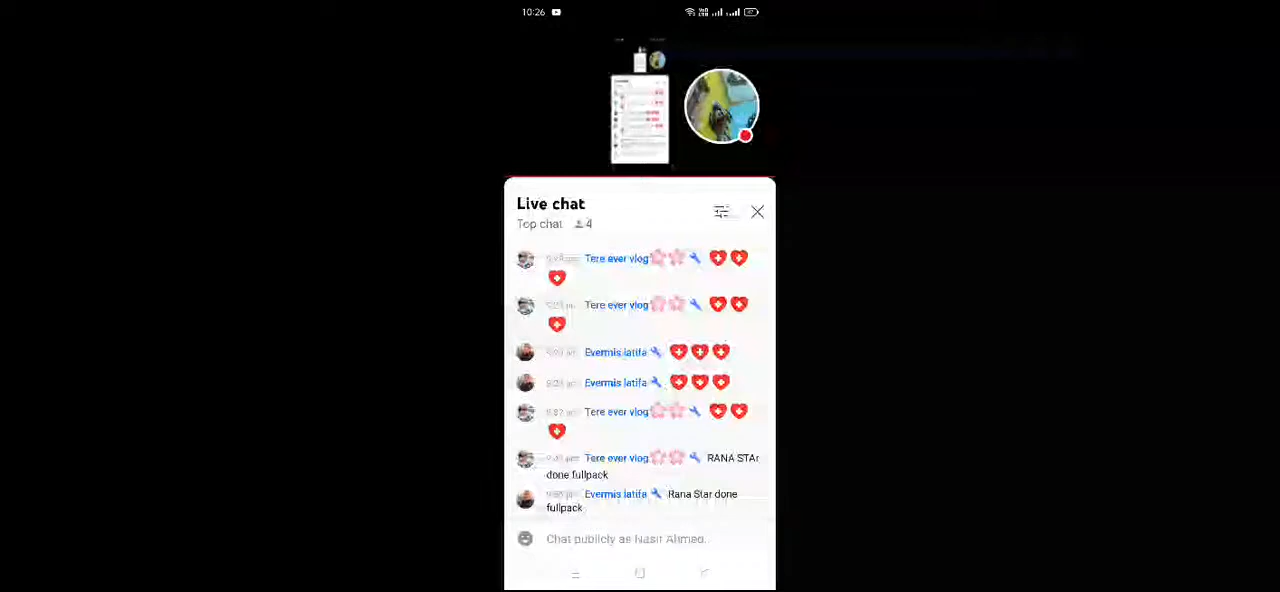 10:26
Live chat
Top chat 4
Tere ever vlog
Tere ever vlog
Evermis latifa
Evermis latifa
Tere ever vlog
Tere ever vlog RANA STAr
done fullpack
Evermis latifa Rana Star done
fullpack
Chat publicly as Nasir Ahmed..